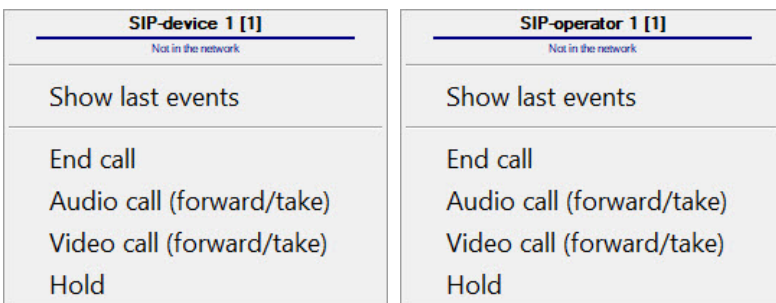 SIP-device 1 [1]
Not in the network
Show last events
End call
Audio call (forward/take)
Video call (forward/take)
Hold
SIP-operator 1 [1]
Not in the network
Show last events
End call
Audio call (forward/take)
Video call (forward/take)
Hold